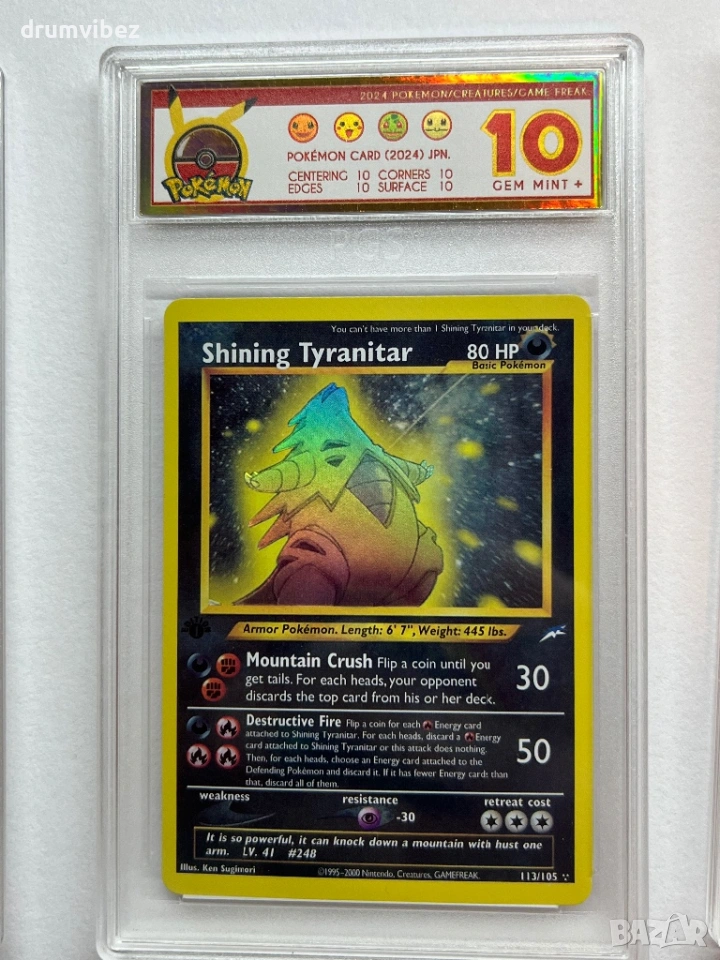 drumvibez
2024 POKEMON/CREATURES/GAME FREAK
POKÉMON
POKÉMON CARD (2024) JPN.
CENTERING 10 CORNERS 10
EDGES 10 SURFACE 10
10
GEM MINT +
PGS
You can't have more than 1 Shining Tyranitar in your deck.
Shining Tyranitar 80 HP
Basic Pokémon
Armor Pokémon. Length: 6' 7", Weight: 445 lbs.
Mountain Crush Flip a coin until you
get tails. For each heads, your opponent
discards the top card from his or her deck.
30
Destructive Fire Flip a coin for each Energy card
attached to Shining Tyranitar. For each heads, discard a Energy
card attached to Shining Tyranitar or this attack does nothing.
Then, for each heads, choose an Energy card attached to the
Defending Pokémon and discard it. If it has fewer Energy cards than
that, discard all of them.
50
weakness resistance retreat cost
-30
It is so powerful, it can knock down a mountain with hust one
arm. LV. 41 #248
Illus. Ken Sugimori
©1995-2000 Nintendo, Creatures, GAMEFREAK.
113/105
BAZAR